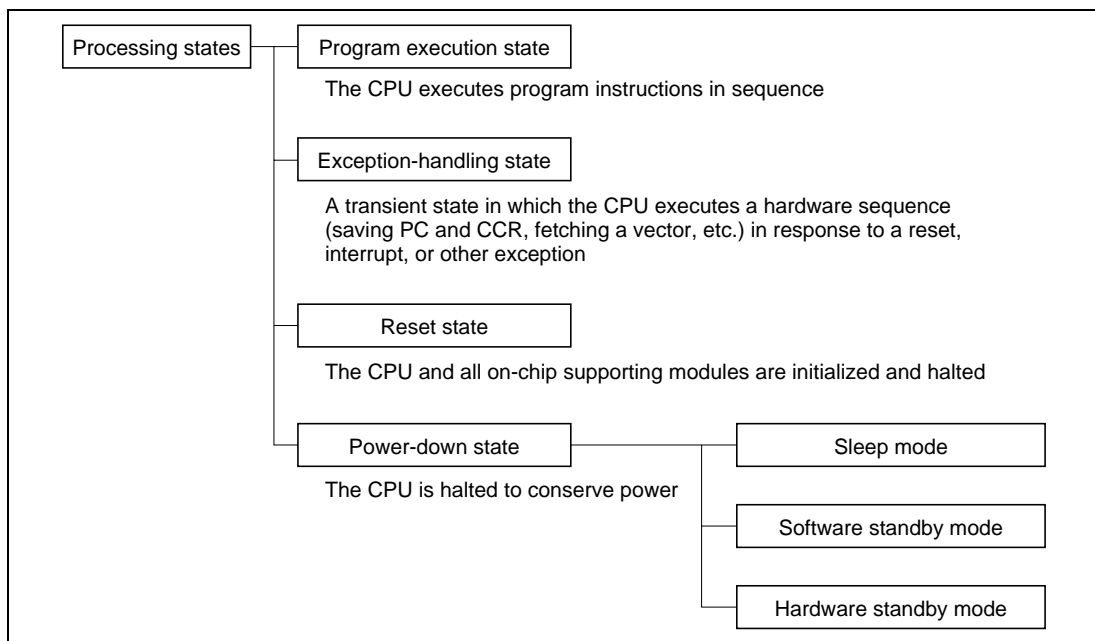 Processing states
Program execution state
The CPU executes program instructions in sequence
Exception-handling state
A transient state in which the CPU executes a hardware sequence
(saving PC and CCR, fetching a vector, etc.) in response to a reset,
interrupt, or other exception
Reset state
The CPU and all on-chip supporting modules are initialized and halted
Power-down state
The CPU is halted to conserve power
Sleep mode
Software standby mode
Hardware standby mode